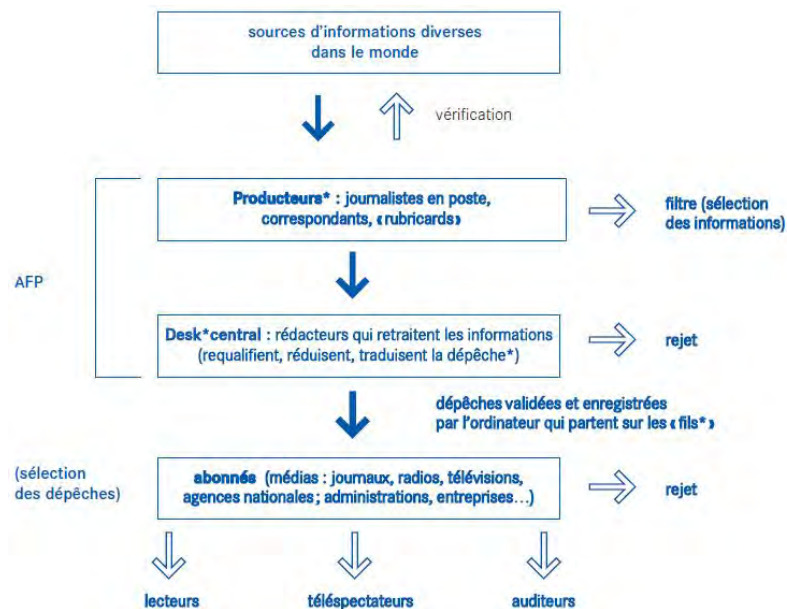 sources d'informations diverses
dans le monde
vérification
Producteurs* : journalistes en poste,
correspondants, «rubricards»
filtre (sélection
des informations)
AFP
Desk*central : rédacteurs qui retraitent les informations
(requalifient, réduisent, traduisent la dépêche*)
rejet
dépêches validées et enregistrées
par l'ordinateur qui partent sur les «fils*»
(sélection
des dépêches)
abonnés (médias : journaux, radios, télévisions,
agences nationales ; administrations, entreprises...)
rejet
lecteurs
téléspectateurs
auditeurs